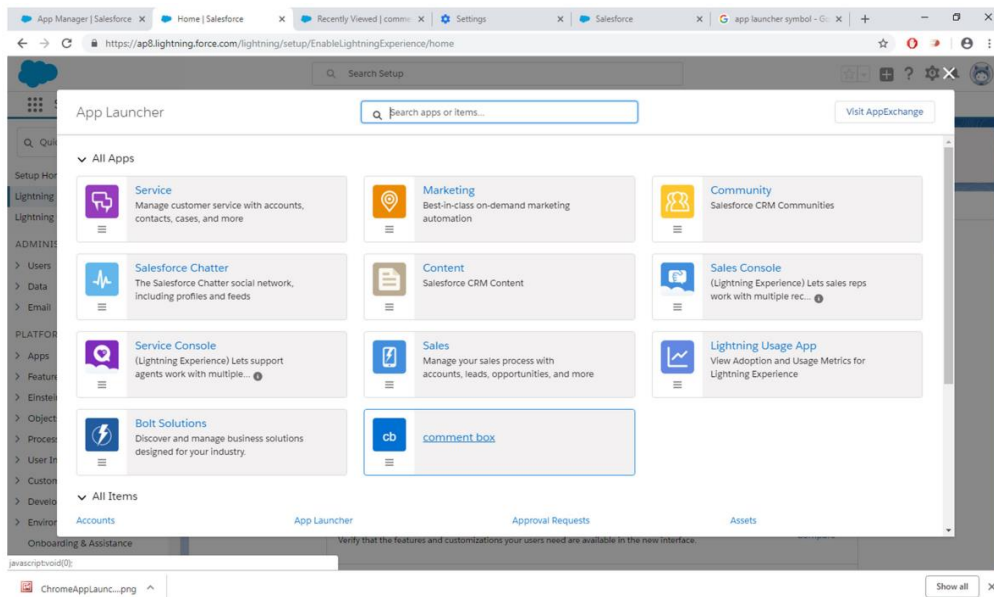 App Manager | Salesforce
Home | Salesforce
Recently Viewed | comme
Settings
Salesforce
app launcher symbol - Go
https://ap8.lightning.force.com/lightning/setup/EnableLightningExperience/home
Search Setup
App Launcher
Search apps or items...
Visit AppExchange
Quic
Setup Hom
Lightning
Lightning
ADMINIS
Users
Data
Email
PLATFOR
Apps
Feature
Einstei
Object
Process
User In
Custom
Develo
Environ
Onboarding & Assistance
All Apps
Service
Manage customer service with accounts,
contacts, cases, and more
Marketing
Best-in-class on-demand marketing
automation
Community
Salesforce CRM Communities
Salesforce Chatter
The Salesforce Chatter social network,
including profiles and feeds
Content
Salesforce CRM Content
Sales Console
(Lightning Experience) Lets sales reps
work with multiple rec...
Service Console
(Lightning Experience) Lets support
agents work with multiple...
Sales
Manage your sales process with
accounts, leads, opportunities, and more
Lightning Usage App
View Adoption and Usage Metrics for
Lightning Experience
Bolt Solutions
Discover and manage business solutions
designed for your industry.
cb
comment box
All Items
Accounts
App Launcher
Approval Requests
Assets
Verify that the features and customizations your users need are available in the new interface.
javascript:void(0);
ChromeAppLaunc....png
Show all